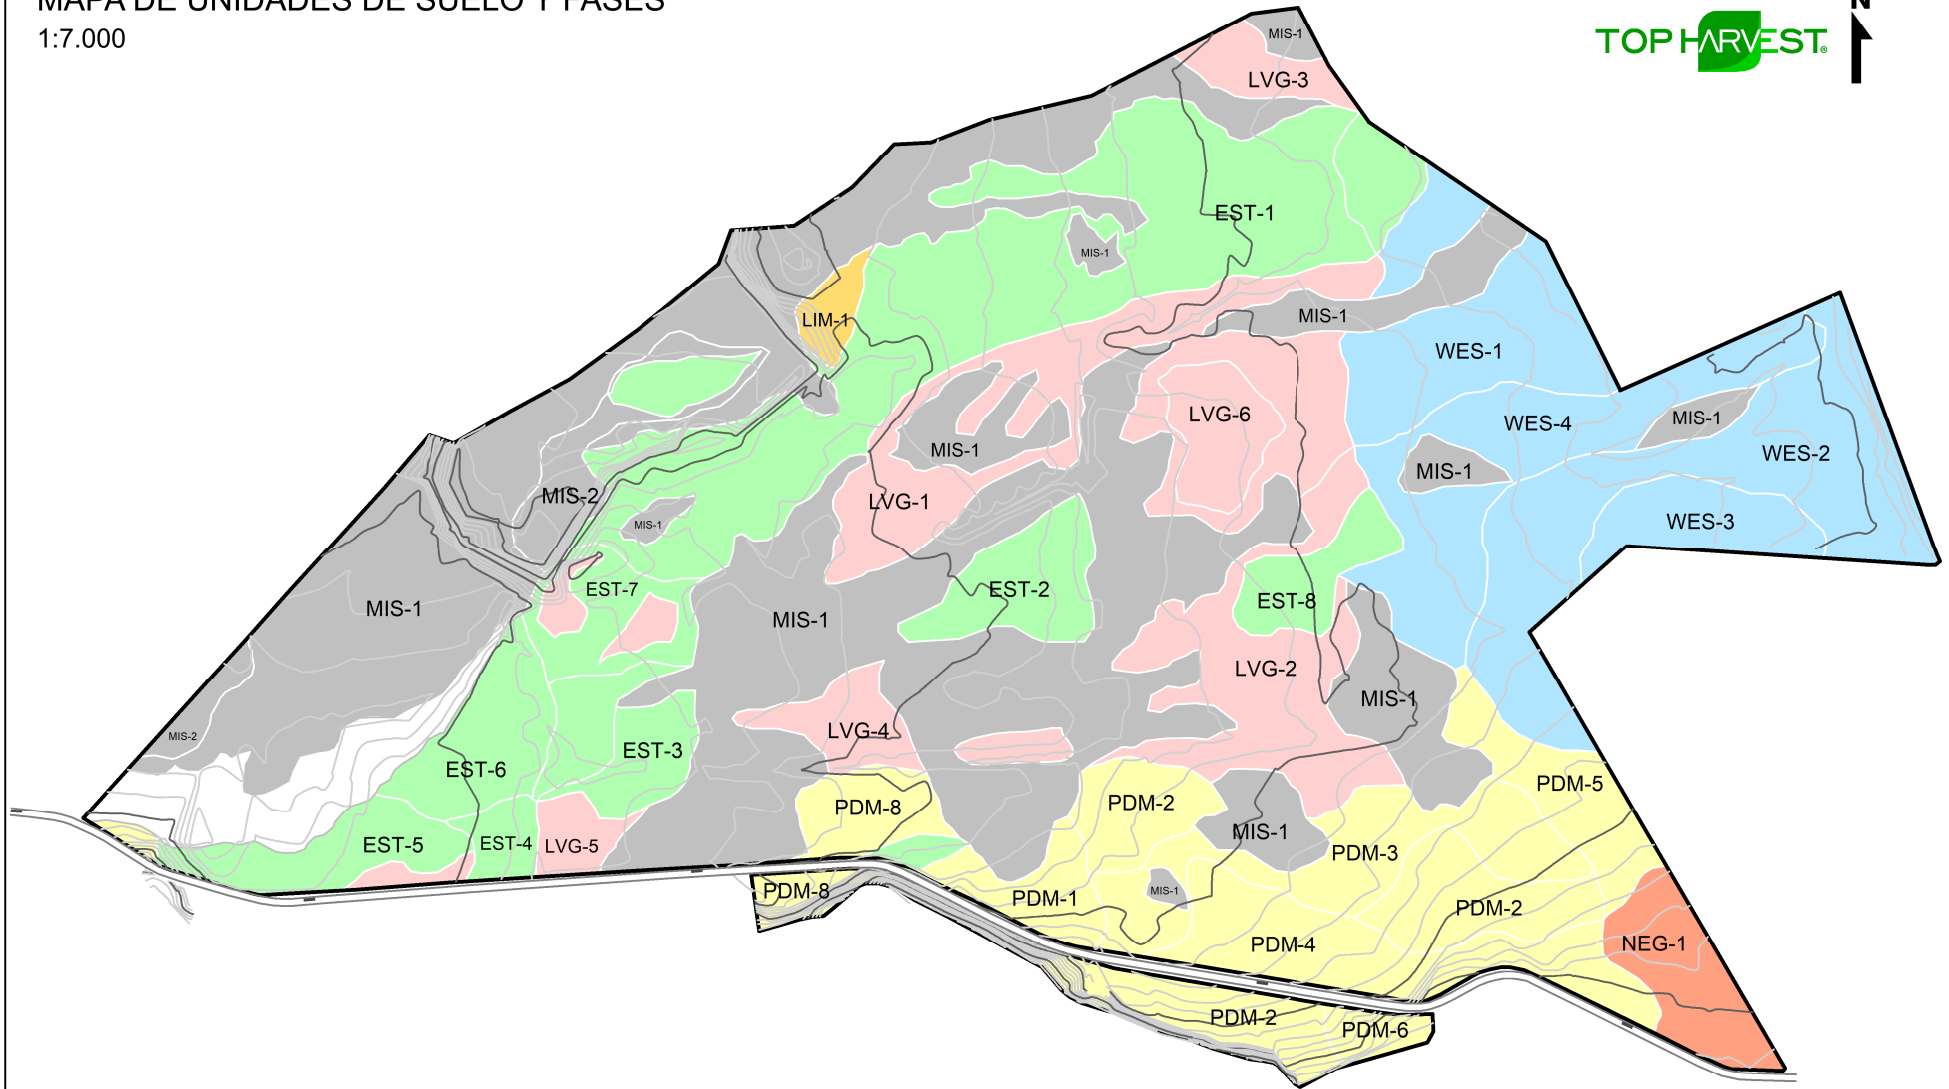 MAPA DE UNIDADES DE SUELO Y FASES
1:7.000
N
TOP HARVEST®
MIS-1
LVG-3
EST-1
MIS-1
MIS-1
LIM-1
WES-1
LVG-6
WES-4
MIS-1
MIS-1
WES-2
MIS-1
MIS-2
LVG-1
MIS-1
WES-3
EST-7
EST-2
EST-8
MIS-1
MIS-1
LVG-2
MIS-1
MIS-2
LVG-4
EST-3
EST-6
PDM-5
PDM-8
PDM-2
MIS-1
EST-5
EST-4
LVG-5
PDM-3
PDM-8
MIS-1
PDM-1
PDM-2
PDM-4
NEG-1
PDM-2
PDM-6